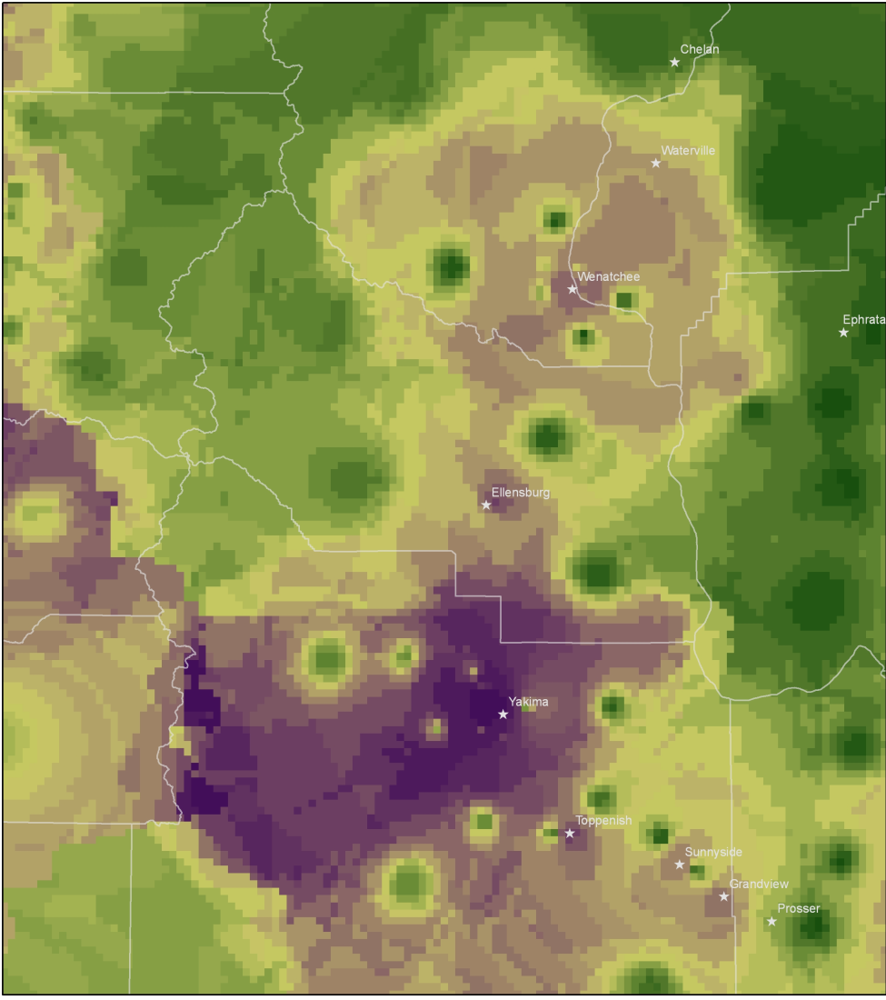 Chelan
Waterville
Wenatchee
Ephrata
Ellensburg
Yakima
Toppenish
Sunnyside
Grandview
Prosser